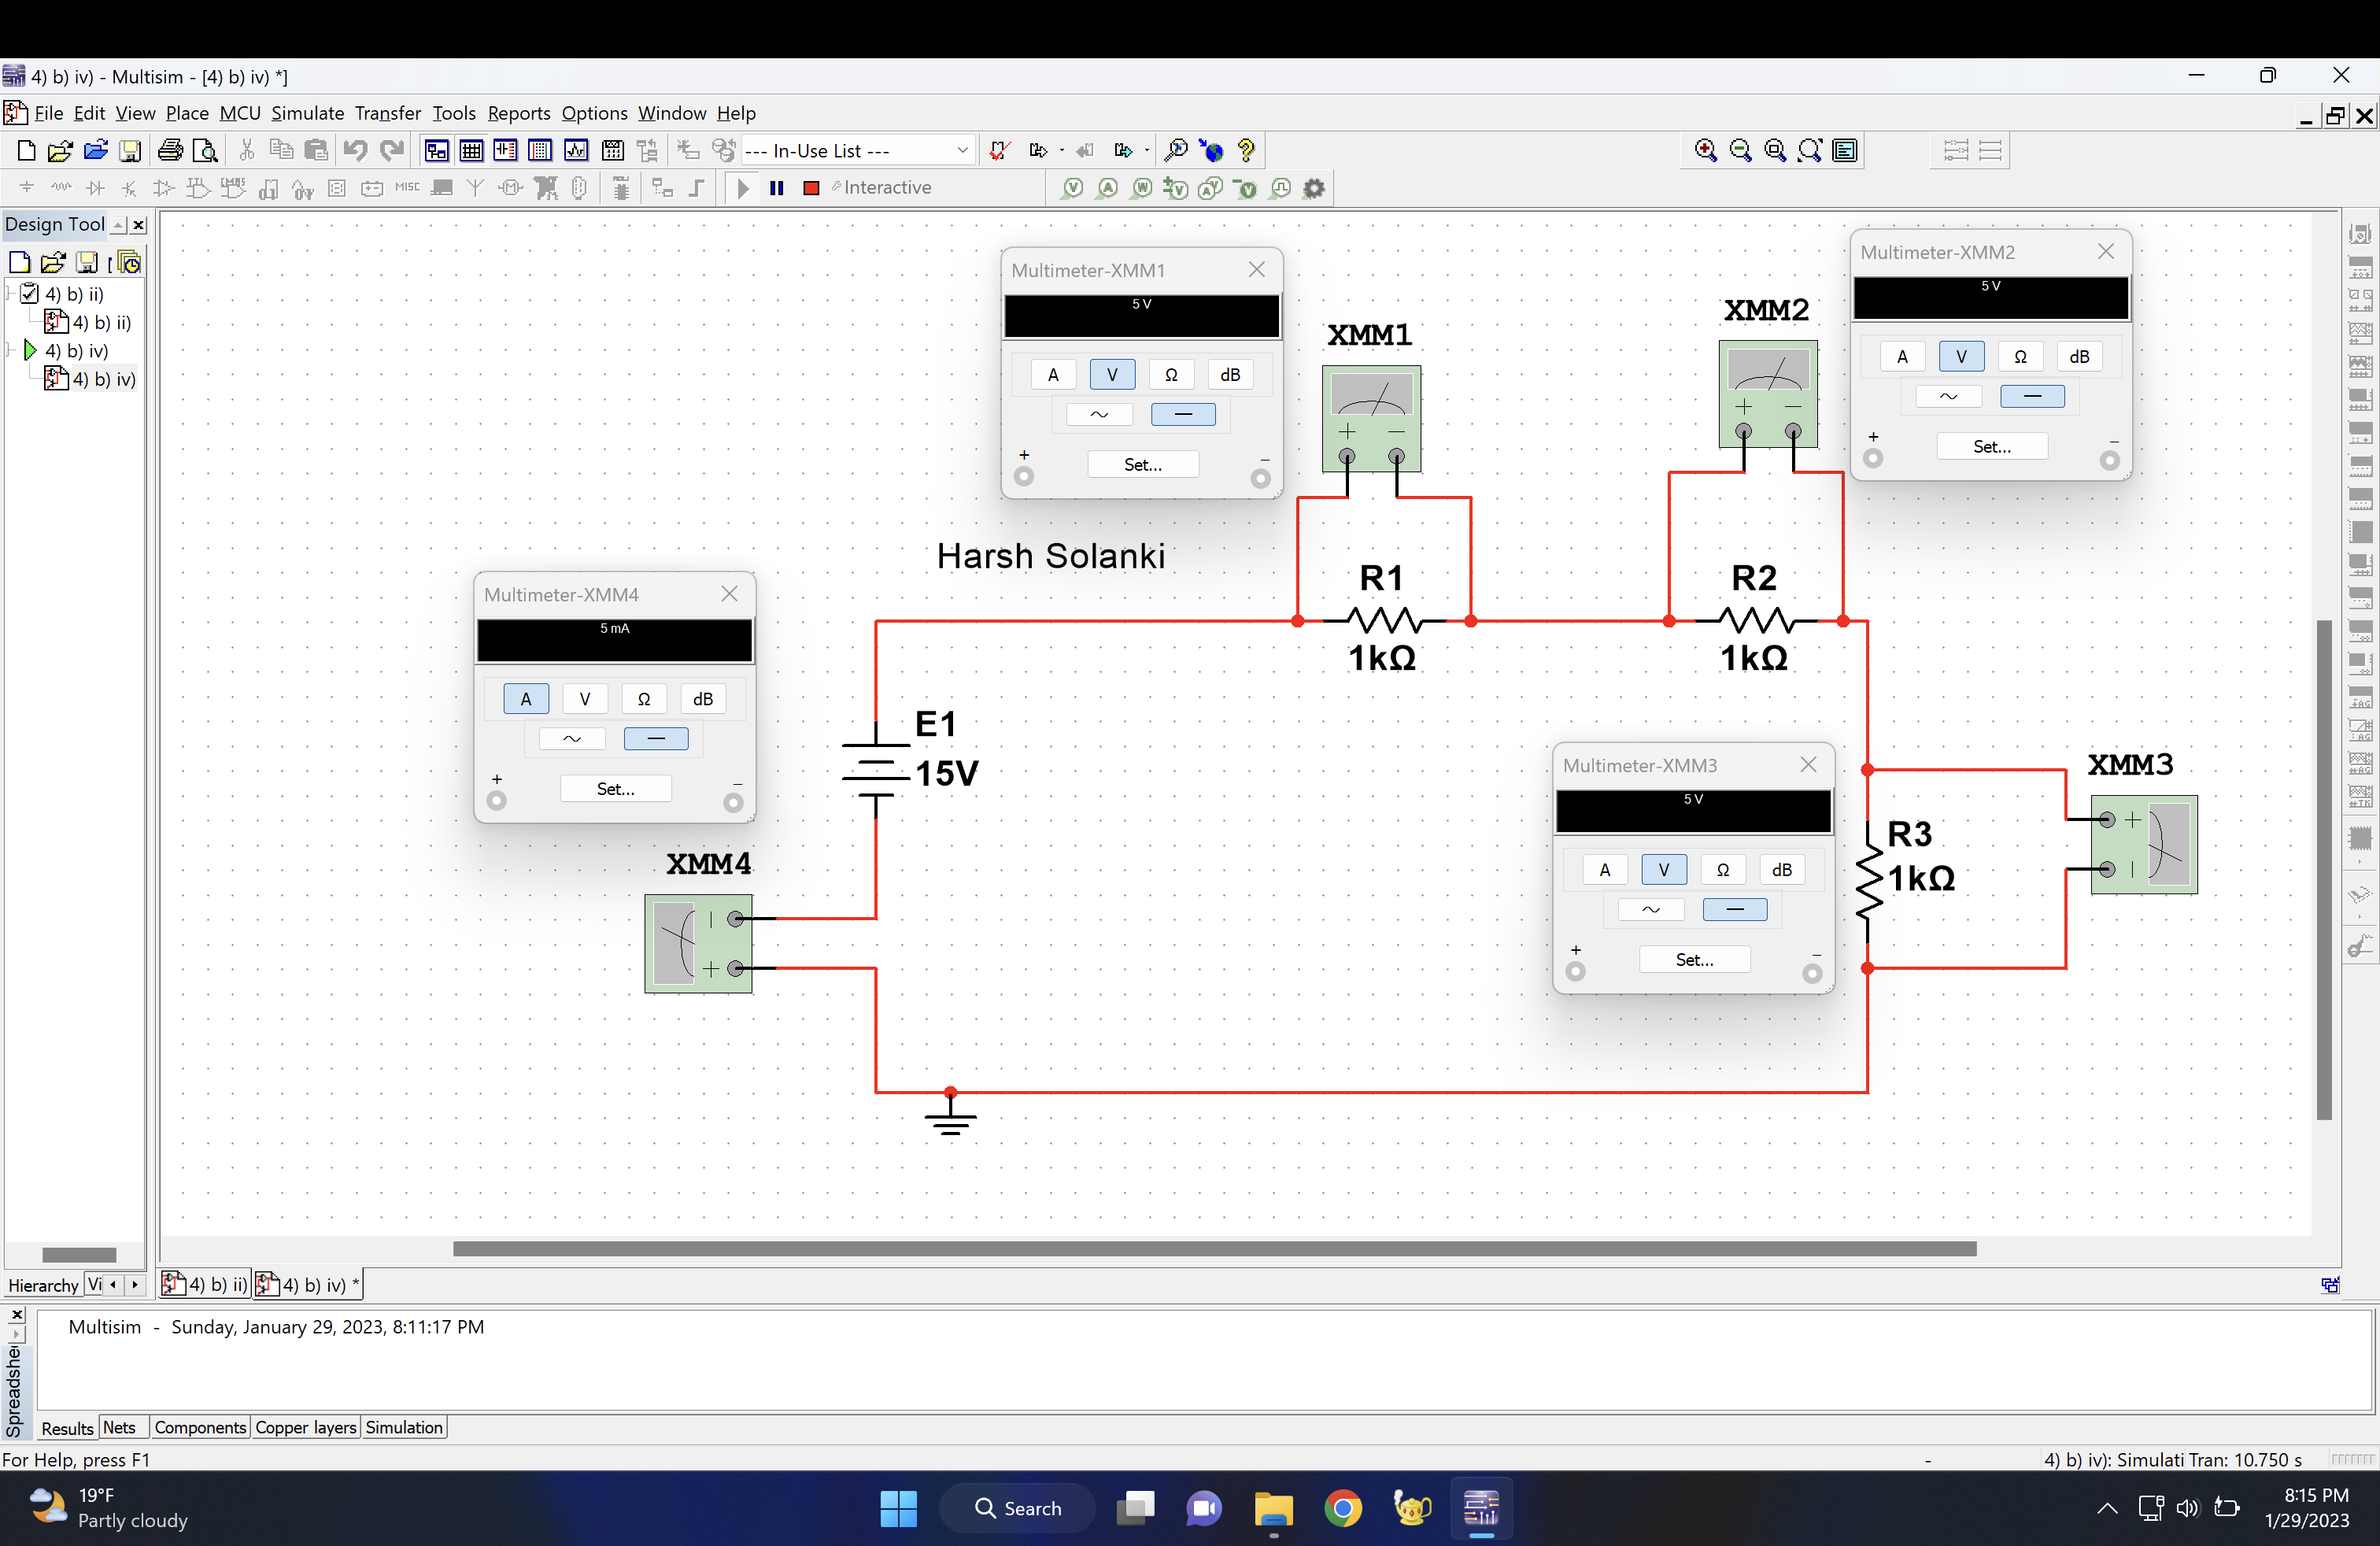 4) b) iv) - Multisim - [4) b) iv) *]
File Edit View Place MCU Simulate Transfer Tools Reports Options Window Help
--- In-Use List ---
MISC
Interactive
Design Tool
4) b) ii)
4) b) ii)
4) b) iv)
4) b) iv)
Multimeter-XMM1
5 V
A V Ω dB
~ —
+ Set... –
XMM1
+ –
XMM2
+ –
Multimeter-XMM2
5 V
A V Ω dB
~ —
+ Set... –
Harsh Solanki
R1
1kΩ
R2
1kΩ
Multimeter-XMM4
5 mA
A V Ω dB
~ —
+ Set... –
XMM4
E1
15V
Multimeter-XMM3
5 V
A V Ω dB
~ —
+ Set... –
R3
1kΩ
XMM3
Hierarchy Vi
4) b) ii) 4) b) iv) *
Multisim - Sunday, January 29, 2023, 8:11:17 PM
Results Nets Components Copper layers Simulation
For Help, press F1
- 4) b) iv): Simulati Tran: 10.750 s
19°F
Partly cloudy
Search
8:15 PM
1/29/2023